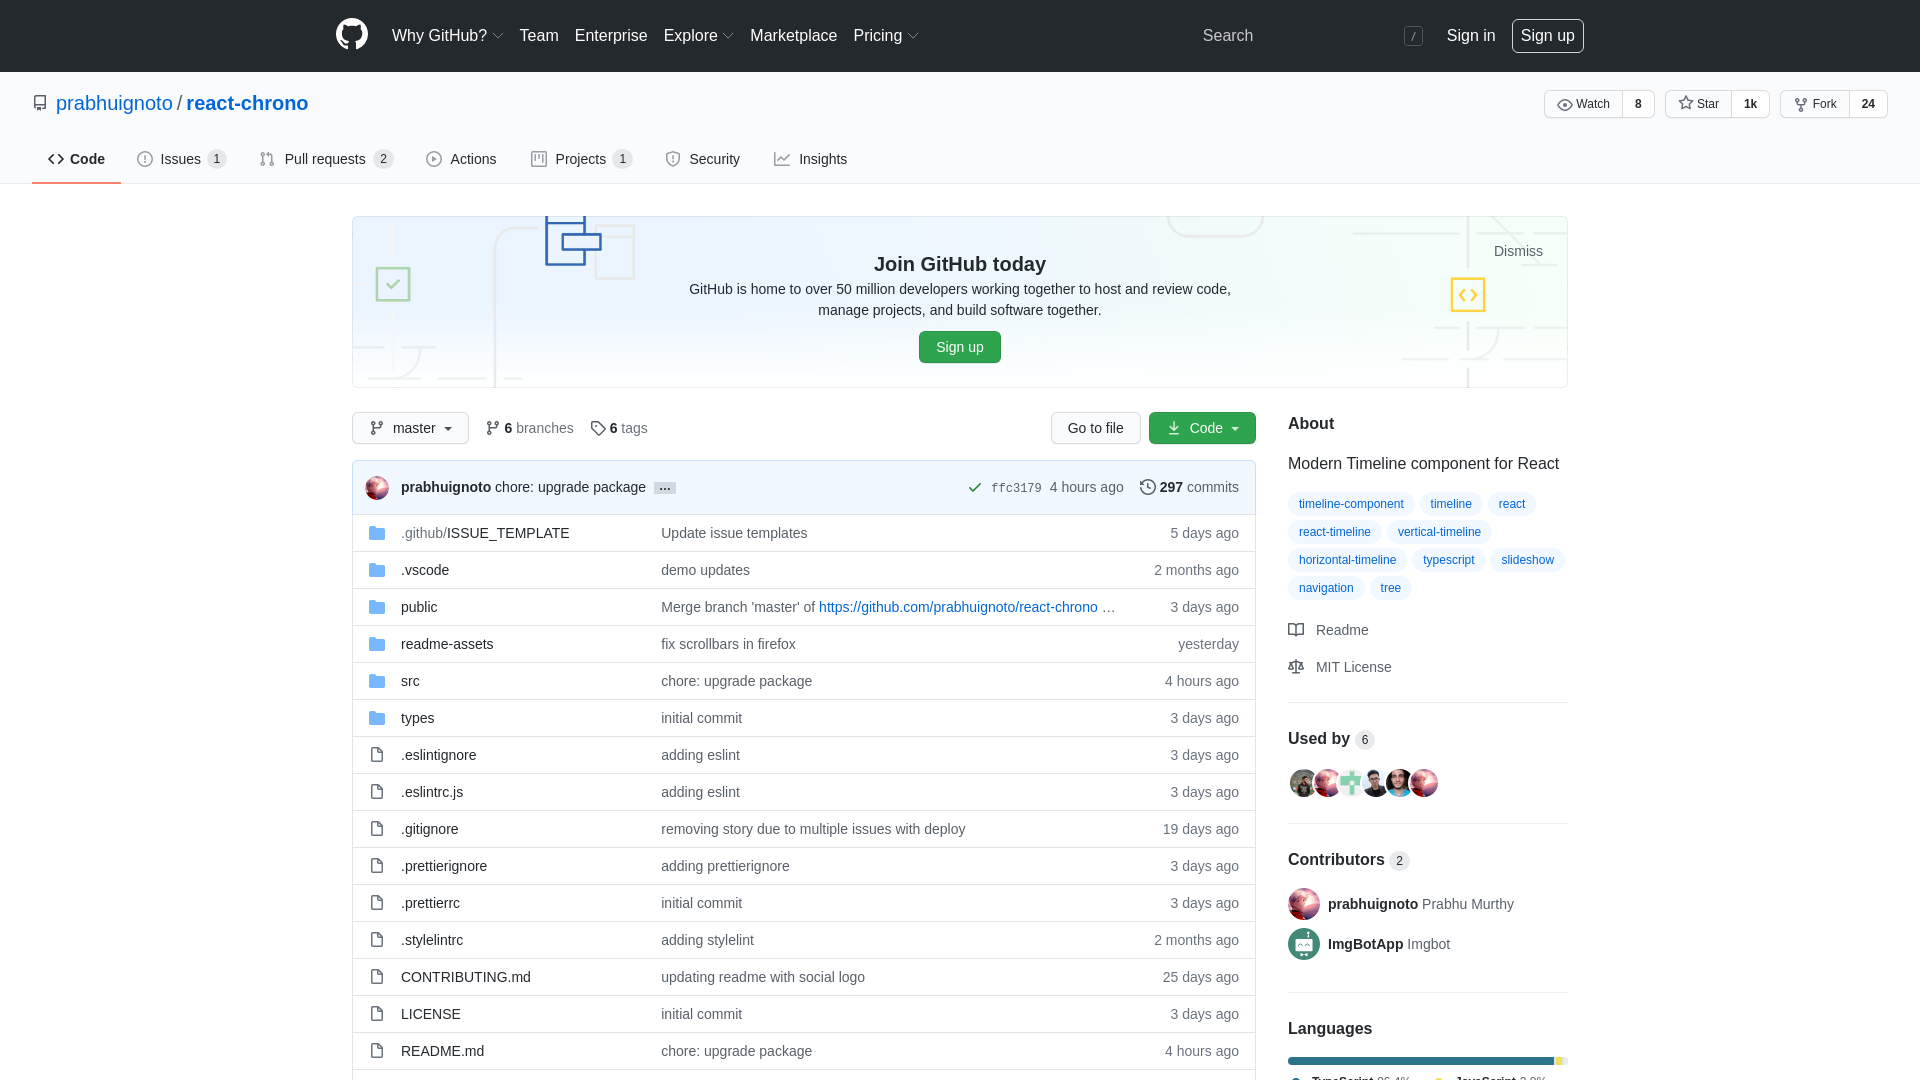 Why GitHub? Team Enterprise Explore Marketplace Pricing Search / Sign in Sign up
prabhuignoto / react-chrono Watch 8 Star 1k Fork 24
Code Issues 1 Pull requests 2 Actions Projects 1 Security Insights
Dismiss
Join GitHub today
GitHub is home to over 50 million developers working together to host and review code,
manage projects, and build software together.
Sign up
master 6 branches 6 tags Go to file Code
prabhuignoto chore: upgrade package … ffc3179 4 hours ago 297 commits
.github/ISSUE_TEMPLATE Update issue templates 5 days ago
.vscode demo updates 2 months ago
public Merge branch 'master' of https://github.com/prabhuignoto/react-chrono … 3 days ago
readme-assets fix scrollbars in firefox yesterday
src chore: upgrade package 4 hours ago
types initial commit 3 days ago
.eslintignore adding eslint 3 days ago
.eslintrc.js adding eslint 3 days ago
.gitignore removing story due to multiple issues with deploy 19 days ago
.prettierignore adding prettierignore 3 days ago
.prettierrc initial commit 3 days ago
.stylelintrc adding stylelint 2 months ago
CONTRIBUTING.md updating readme with social logo 25 days ago
LICENSE initial commit 3 days ago
README.md chore: upgrade package 4 hours ago
About
Modern Timeline component for React
timeline-component timeline react
react-timeline vertical-timeline
horizontal-timeline typescript slideshow
navigation tree
Readme
MIT License
Used by 6
Contributors 2
prabhuignoto Prabhu Murthy
ImgBotApp Imgbot
Languages